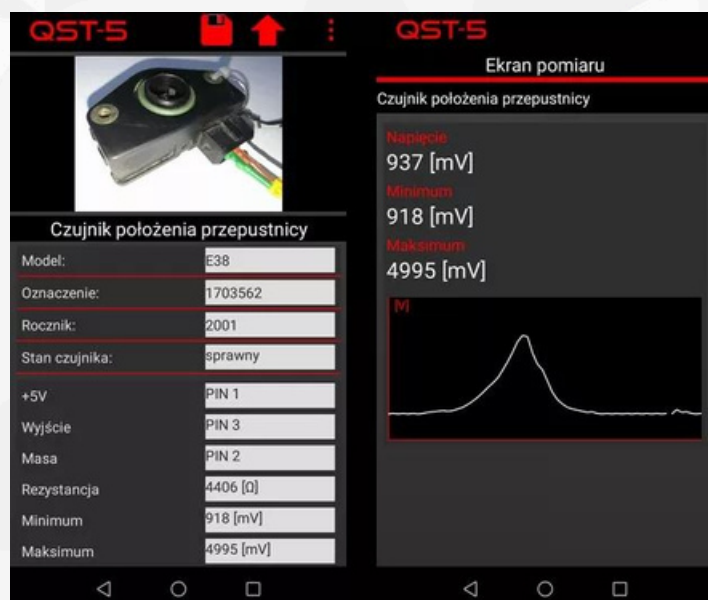 QST-5
Czujnik położenia przepustnicy
Model: E38
Oznaczenie: 1703562
Rocznik: 2001
Stan czujnika: sprawny
+5V PIN 1
Wyjście PIN 3
Masa PIN 2
Rezystancja 4406 [Ω]
Minimum 918 [mV]
Maksimum 4995 [mV]
QST-5
Ekran pomiaru
Czujnik położenia przepustnicy
Napięcie
937 [mV]
Minimum
918 [mV]
Maksimum
4995 [mV]
[V]